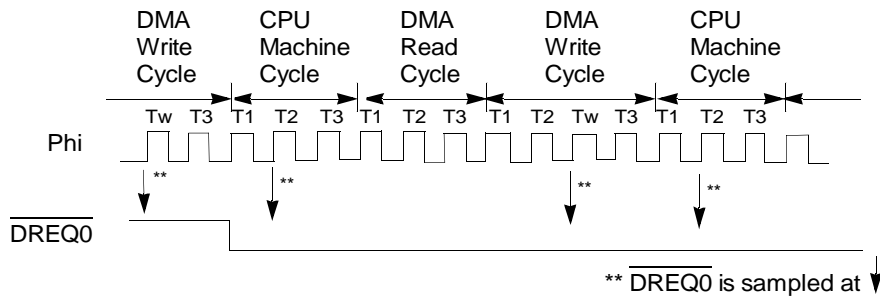 DMA Write Cycle
CPU Machine Cycle
DMA Read Cycle
DMA Write Cycle
CPU Machine Cycle
Tw T3 T1 T2 T3 T1 T2 T3 T1 T2 Tw T3 T1 T2 T3
Phi
** ** ** **
DREQ0
** DREQ0 is sampled at